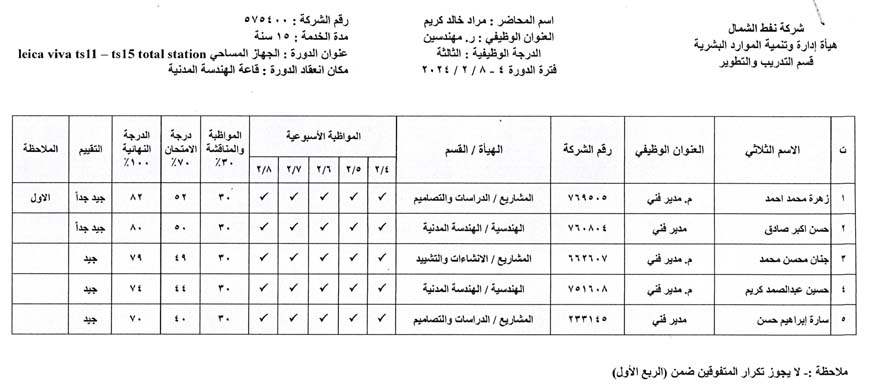 شركة نفط الشمال
هيأة إدارة وتنمية الموارد البشرية
قسم التدريب والتطوير
اسم المحاضر : مراد خالد كريم
العنوان الوظيفي : ر. مهندسين
الدرجة الوظيفية : الثالثة
فترة الدورة ٤ - ٨ / ٢ / ٢٠٢٤
رقم الشركة : ٥٧٥٤٠٠
مدة الخدمة : ١٥ سنة
عنوان الدورة : الجهاز المساحي leica viva ts11 – ts15 total station
مكان انعقاد الدورة : قاعة الهندسة المدنية
ت الاسم الثلاثي العنوان الوظيفي رقم الشركة الهيأة / القسم المواظبة الأسبوعية المواظبة والمناقشة ٣٠٪ درجة الامتحان ٧٠٪ الدرجة النهائية ١٠٠٪ التقييم الملاحظة
٢/٤ ٢/٥ ٢/٦ ٢/٧ ٢/٨
١ زهرة محمد احمد م. مدير فني ٧٦٩٥٠٥ المشاريع / الدراسات والتصاميم ✓ ✓ ✓ ✓ ✓ ٣٠ ٥٢ ٨٢ جيد جداً الاول
٢ حسن اكبر صادق مدير فني ٧٦٠٨٠٤ الهندسية / الهندسة المدنية ✓ ✓ ✓ ✓ ✓ ٣٠ ٥٠ ٨٠ جيد جداً
٣ جنان محسن محمد م. مدير فني ٦٦٢٦٠٧ المشاريع / الانشاءات والتشييد ✓ ✓ ✓ ✓ ✓ ٣٠ ٤٩ ٧٩ جيد
٤ حسين عبدالصمد كريم م. مدير فني ٧٥١٦٠٨ الهندسية / الهندسة المدنية ✓ ✓ ✓ ✓ ✓ ٣٠ ٤٤ ٧٤ جيد
٥ سارة إبراهيم حسن مدير فني ٢٣٣١٤٥ المشاريع / الدراسات والتصاميم ✓ ✓ ✓ ✓ ✓ ٣٠ ٤٠ ٧٠ جيد
ملاحظة :- لا يجوز تكرار المتفوقين ضمن (الربع الأول)